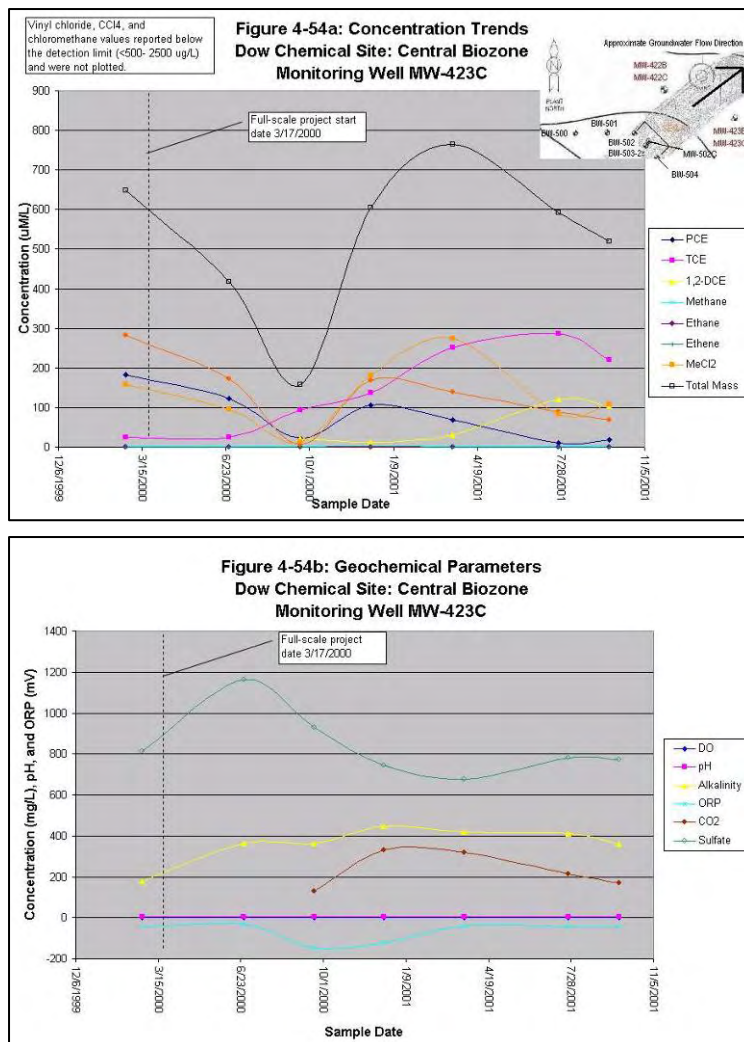 Vinyl chloride, CCl4, and
chloromethane values reported below
the detection limit (<500- 2500 ug/L)
and were not plotted.
Figure 4-54a: Concentration Trends
Dow Chemical Site: Central Biozone
Monitoring Well MW-423C
Approximate Groundwater Flow Direction
MW-422B
MW-422C
PLANT
NORTH
BW-500
BW-501
BW-502
BW-503-2s
MW-502C
BW-504
MW-423B
MW-423C
Full-scale project start
date 3/17/2000
Concentration (uM/L)
900
800
700
600
500
400
300
200
100
0
12/6/1999
3/15/2000
6/23/2000
10/1/2000
1/9/2001
4/19/2001
7/28/2001
11/5/2001
Sample Date
PCE
TCE
1,2-DCE
Methane
Ethane
Ethene
MeCl2
Total Mass
Figure 4-54b: Geochemical Parameters
Dow Chemical Site: Central Biozone
Monitoring Well MW-423C
Full-scale project
date 3/17/2000
Concentration (mg/L), pH, and ORP (mV)
1400
1200
1000
800
600
400
200
0
-200
12/6/1999
3/15/2000
6/23/2000
10/1/2000
1/9/2001
4/19/2001
7/28/2001
11/5/2001
Sample Date
DO
pH
Alkalinity
ORP
CO2
Sulfate